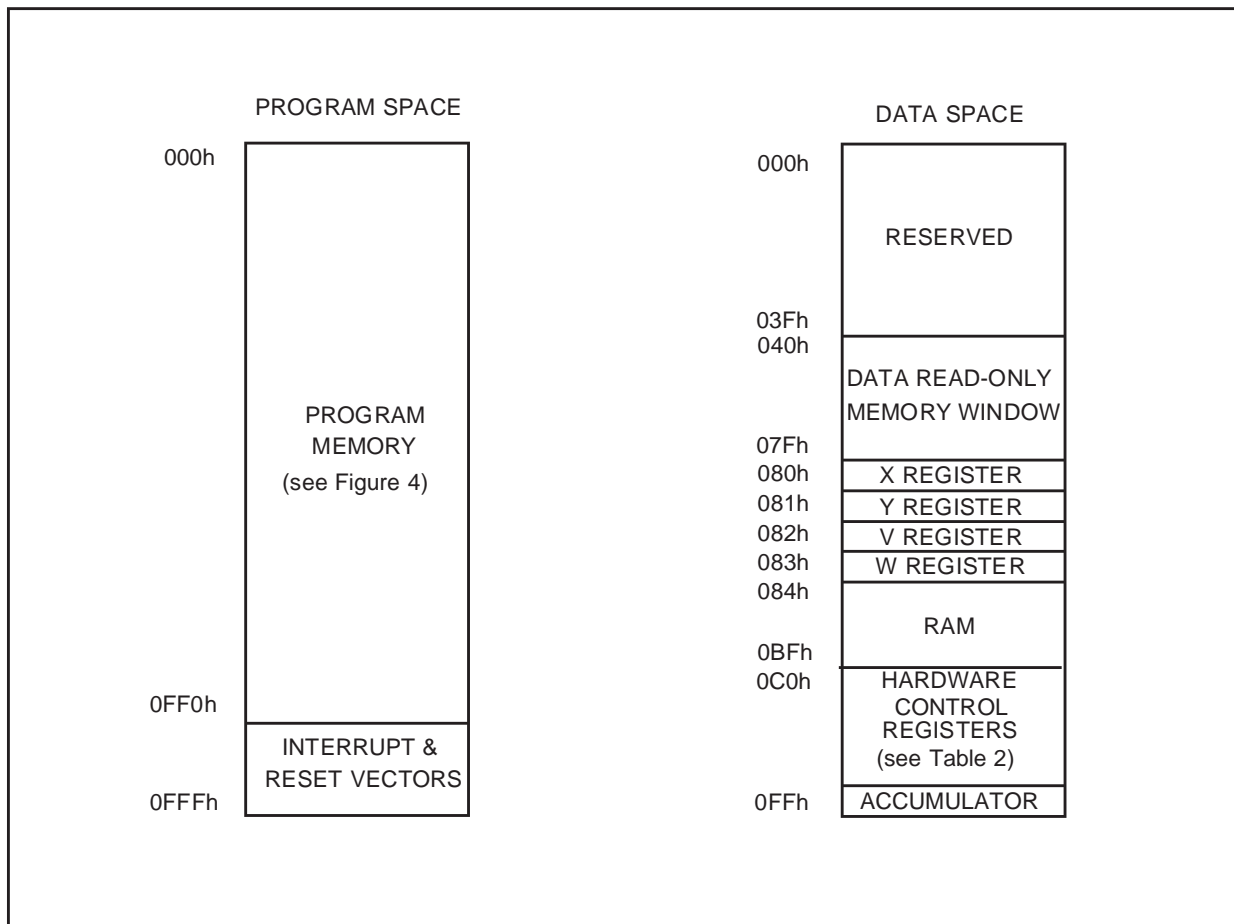 PROGRAM SPACE
000h
PROGRAM
MEMORY
(see Figure 4)
0FF0h
INTERRUPT &
RESET VECTORS
0FFFh
DATA SPACE
000h
RESERVED
03Fh
040h
DATA READ-ONLY
MEMORY WINDOW
07Fh
080h
X REGISTER
081h
Y REGISTER
082h
V REGISTER
083h
W REGISTER
084h
RAM
0BFh
0C0h
HARDWARE
CONTROL
REGISTERS
(see Table 2)
0FFh
ACCUMULATOR